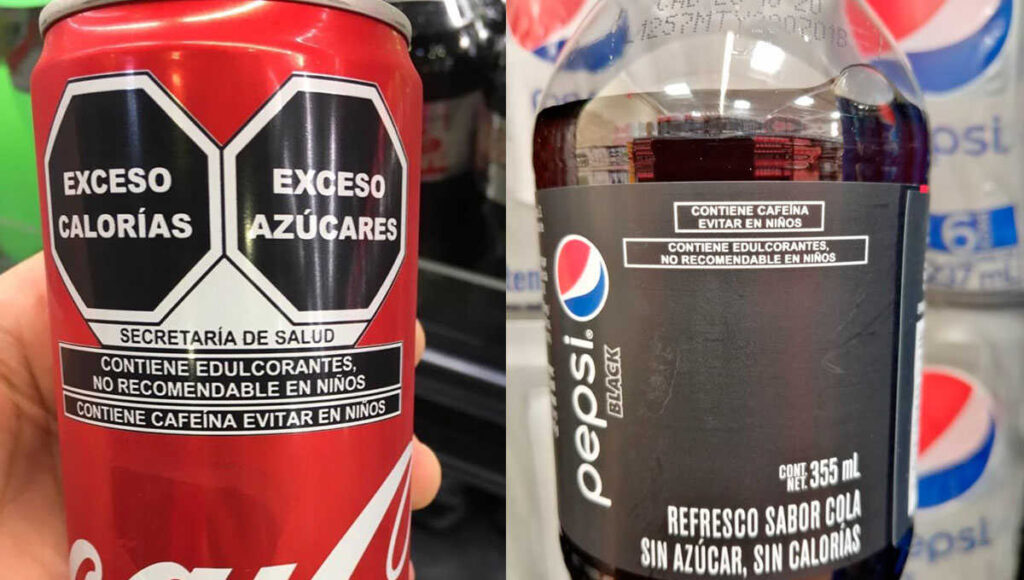 EXCESO
CALORÍAS
EXCESO
AZÚCARES
SECRETARÍA DE SALUD
CONTIENE EDULCORANTES,
NO RECOMENDABLE EN NIÑOS
CONTIENE CAFEÍNA EVITAR EN NIÑOS
CONTIENE CAFEÍNA
EVITAR EN NIÑOS
CONTIENE EDULCORANTES,
NO RECOMENDABLE EN NIÑOS
pepsi
BLACK
CONT.
NET. 355 mL
REFRESCO SABOR COLA
SIN AZÚCAR, SIN CALORÍAS
epsi
6